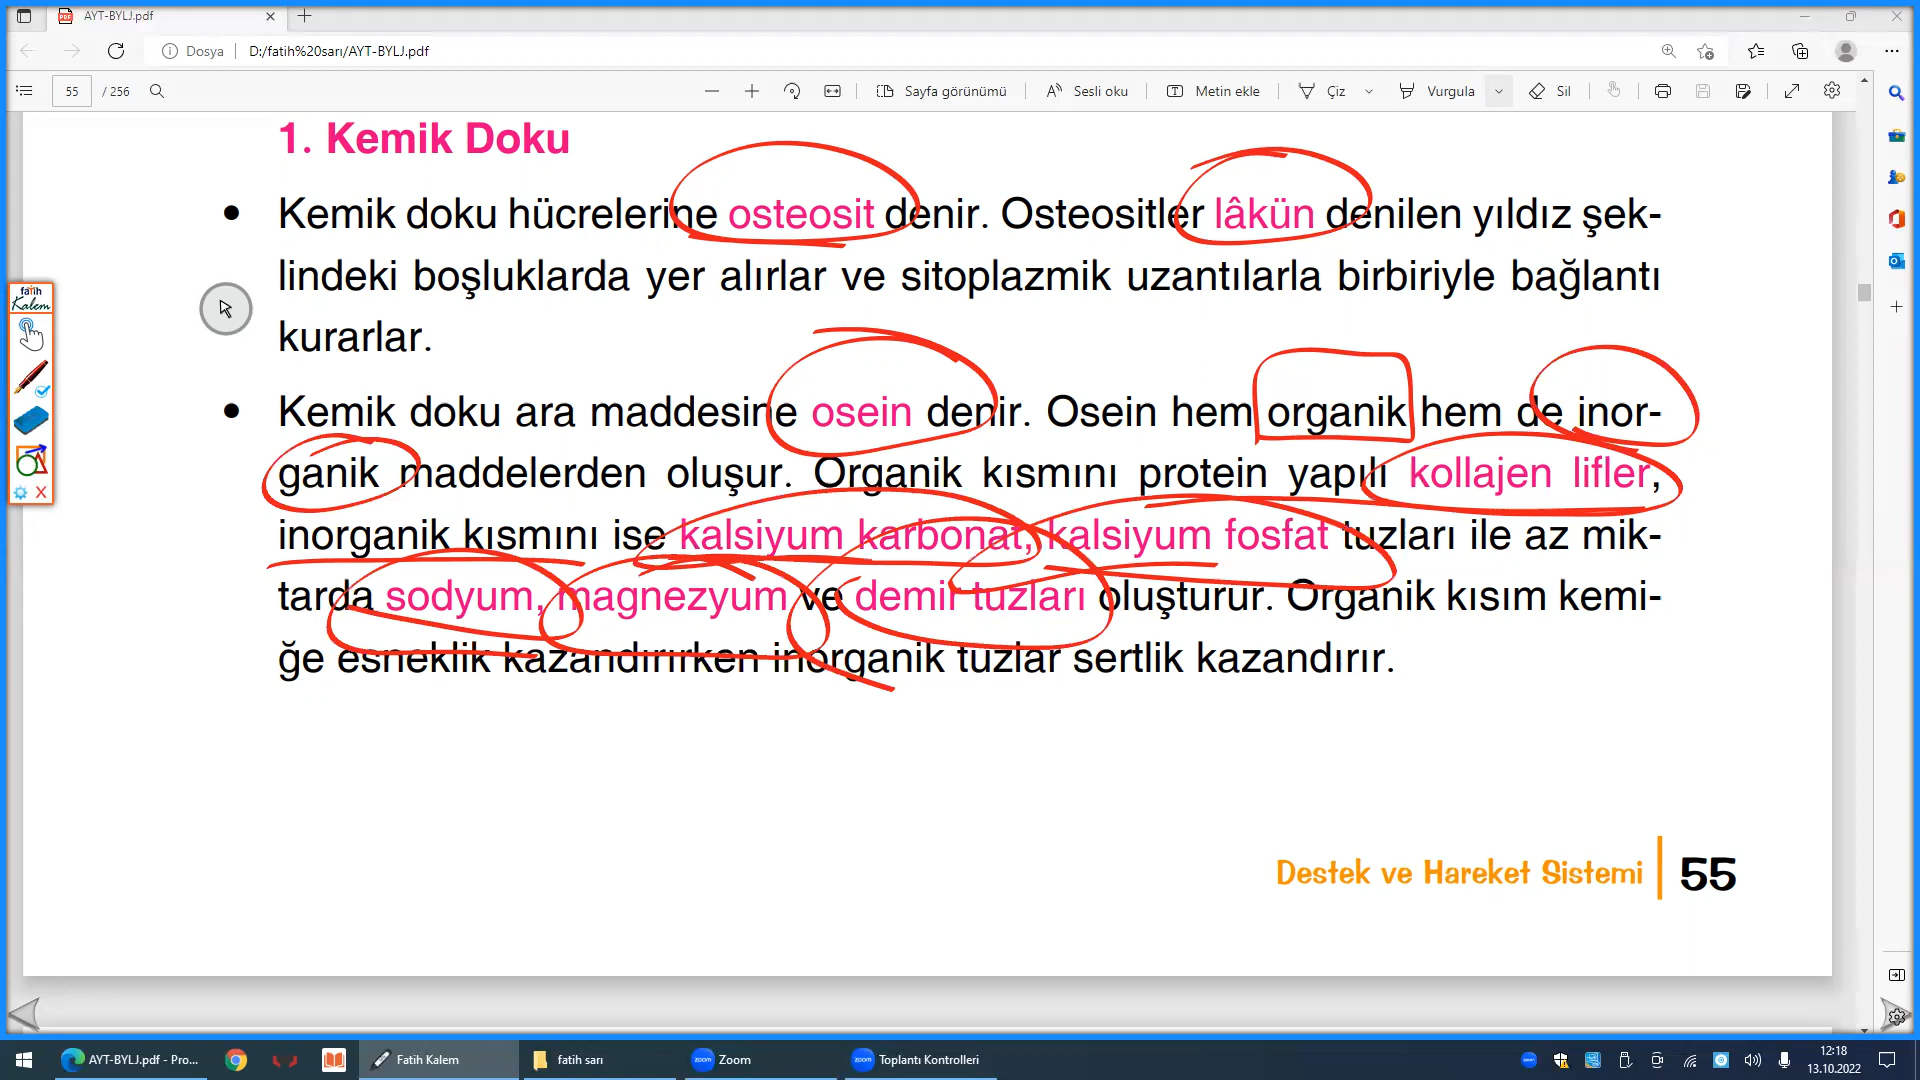 AYT-BYLJ.pdf
Dosya D:/fatih%20sarı/AYT-BYLJ.pdf
55 / 256 Sayfa görünümü Sesli oku Metin ekle Çiz Vurgula Sil
1. Kemik Doku
• Kemik doku hücrelerine osteosit denir. Osteositler lâkün denilen yıldız şek-
lindeki boşluklarda yer alırlar ve sitoplazmik uzantılarla birbiriyle bağlantı
kurarlar.
• Kemik doku ara maddesine osein denir. Osein hem organik hem de inor-
ganik maddelerden oluşur. Organik kısmını protein yapılı kollajen lifler,
inorganik kısmını ise kalsiyum karbonat, kalsiyum fosfat tuzları ile az mik-
tarda sodyum, magnezyum ve demir tuzları oluşturur. Organik kısım kemi-
ğe esneklik kazandırırken inorganik tuzlar sertlik kazandırır.
fatih
Kalem
Destek ve Hareket Sistemi 55
AYT-BYLJ.pdf - Pro... Fatih Kalem fatih sarı zoom Zoom zoom Toplantı Kontrolleri
12:18
13.10.2022